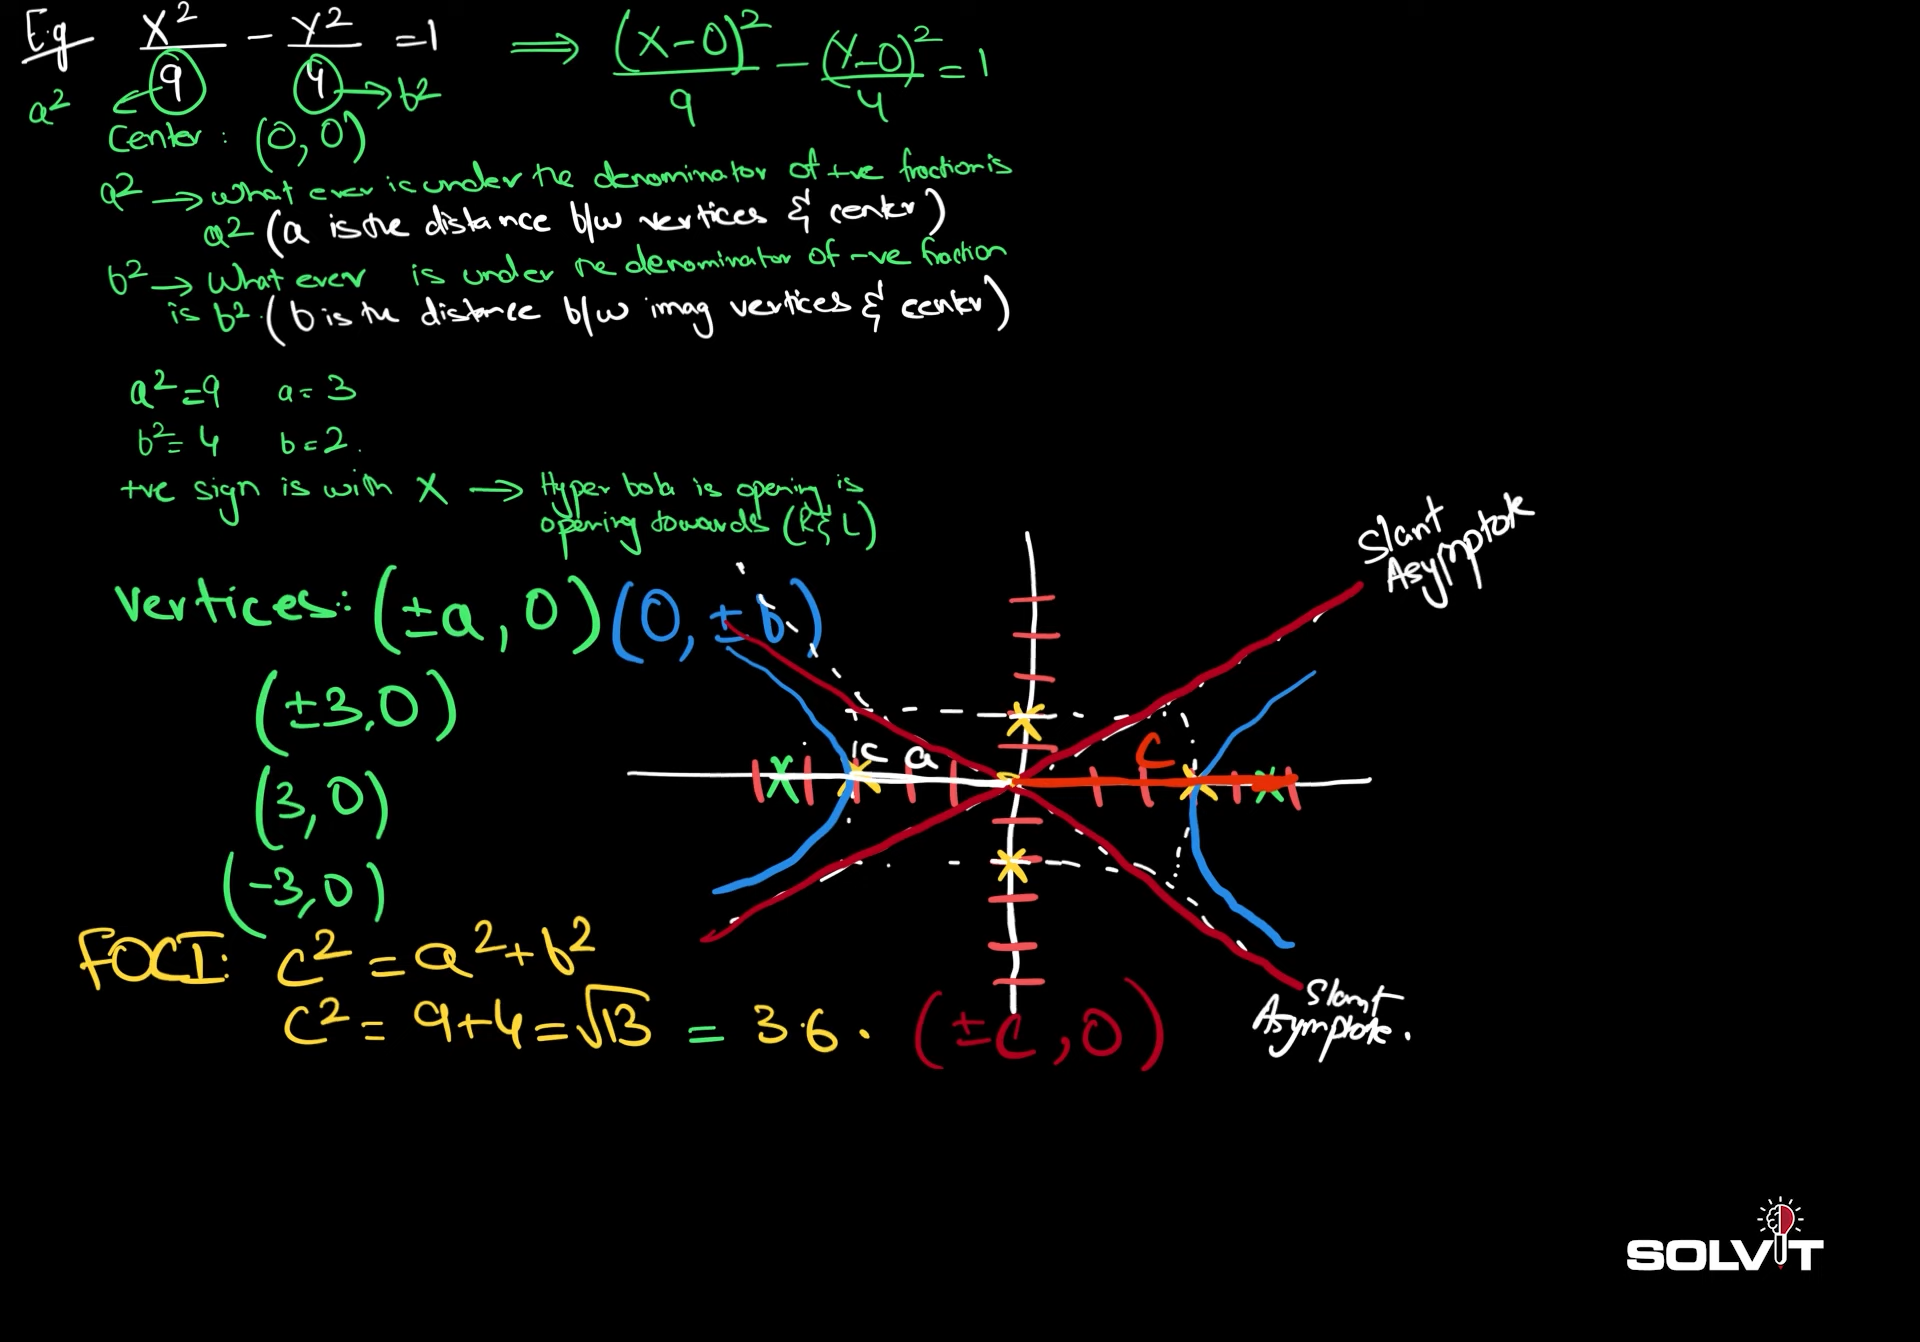 E.g x²/9 - y²/4 = 1 ⟹ (x-0)²/9 - (y-0)²/4 = 1
a² ← 9 4 → b²
Center : (0,0)
a² → what ever is under the denominator of +ve fraction is
a² (a is the distance b/w vertices & center)
b² → What ever is under the denominator of -ve fraction
is b². (b is the distance b/w imag vertices & center)
a² = 9 a = 3
b² = 4 b = 2.
+ve sign is with x → Hyperbola is opening is
opening towards (R & L)
Slant
Asymptote
Vertices: (±a, 0) (0, ±b)
(±3, 0)
c a C
(3, 0)
(-3, 0)
FOCI: c² = a² + b²
c² = 9+4 = √13 = 3.6. (±c, 0)
Slant
Asymptote.
SOLVIT